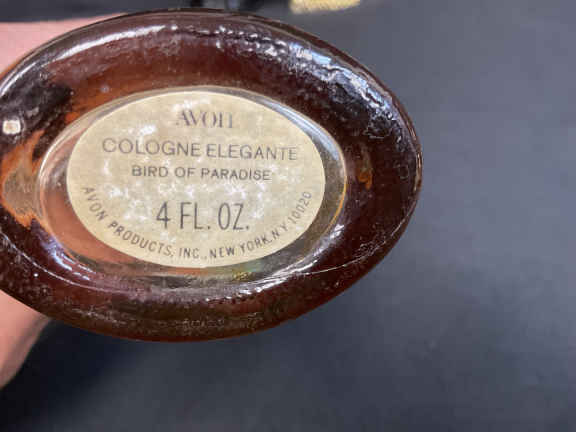 AVON
COLOGNE ELEGANTE
BIRD OF PARADISE
4 FL. OZ.
AVON PRODUCTS, INC., NEW YORK, N.Y. 10020